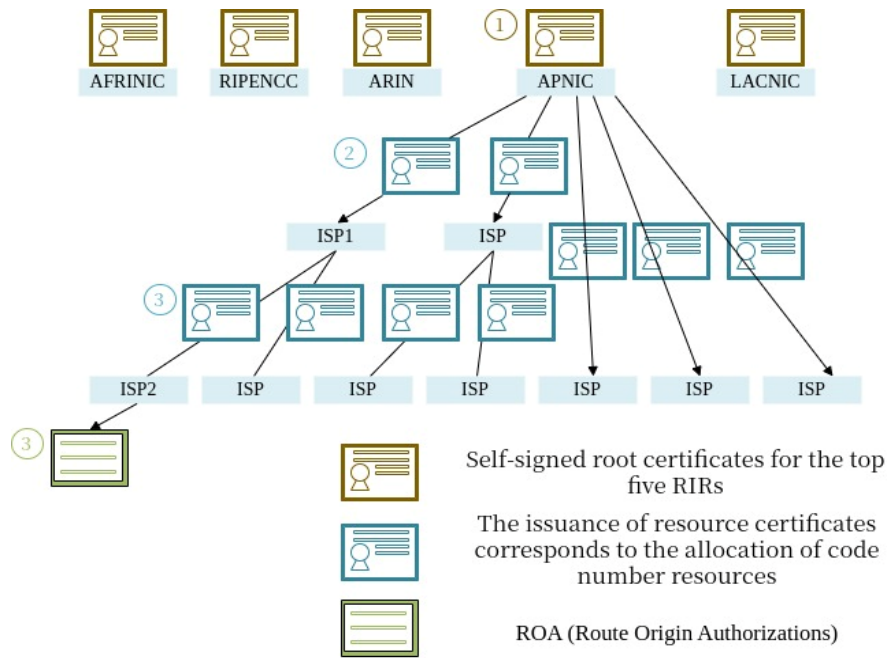 1
AFRINIC RIPENCC ARIN APNIC LACNIC
2
ISP1 ISP
3
ISP2 ISP ISP ISP ISP ISP ISP
3
Self-signed root certificates for the top
five RIRs
The issuance of resource certificates
corresponds to the allocation of code
number resources
ROA (Route Origin Authorizations)